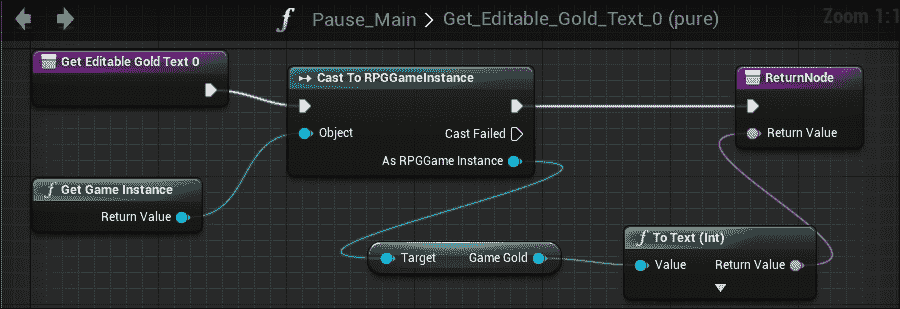 f Pause_Main > Get_Editable_Gold_Text_0 (pure)
Zoom 1:1
Get Editable Gold Text 0
Cast To RPGGameInstance
Object
Cast Failed
As RPGGame Instance
ReturnNode
Return Value
f Get Game Instance
Return Value
Target Game Gold
f To Text (Int)
Value Return Value